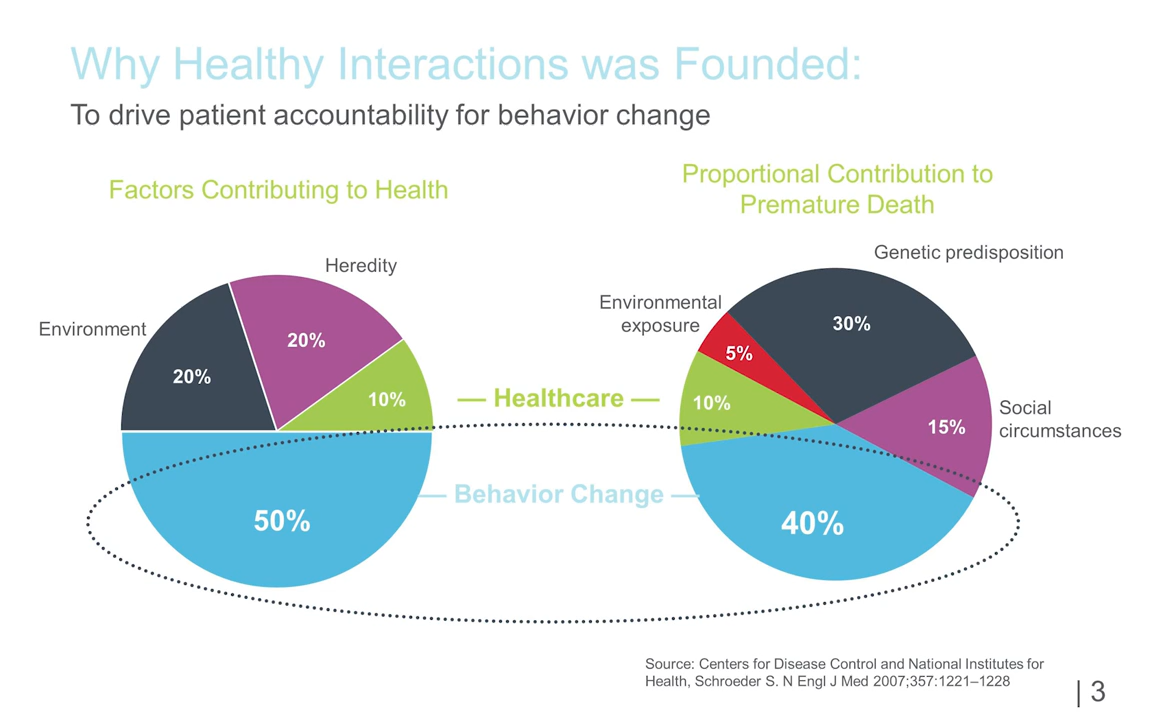 Why Healthy Interactions was Founded:
To drive patient accountability for behavior change
Factors Contributing to Health
Proportional Contribution to
Premature Death
Heredity
Environment
20%
20%
10%
50%
— Healthcare —
— Behavior Change —
Genetic predisposition
Environmental
exposure
30%
5%
10%
Social
circumstances
15%
40%
Source: Centers for Disease Control and National Institutes for
Health, Schroeder S. N Engl J Med 2007;357:1221–1228
| 3